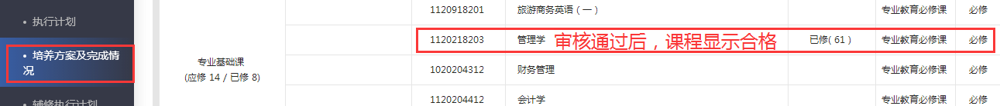 执行计划
培养方案及完成情
况
辅修执行计划
专业基础课
(应修 14 / 已修 8)
1120918201 旅游商务英语 ( 一 ) 专业教育必修课 必修
1120218203 管理学 审核通过后，课程显示合格 已修( 61 ) 专业教育必修课 必修
1020204312 财务管理 专业教育必修课 必修
1120204412 会计学 专业教育必修课 必修